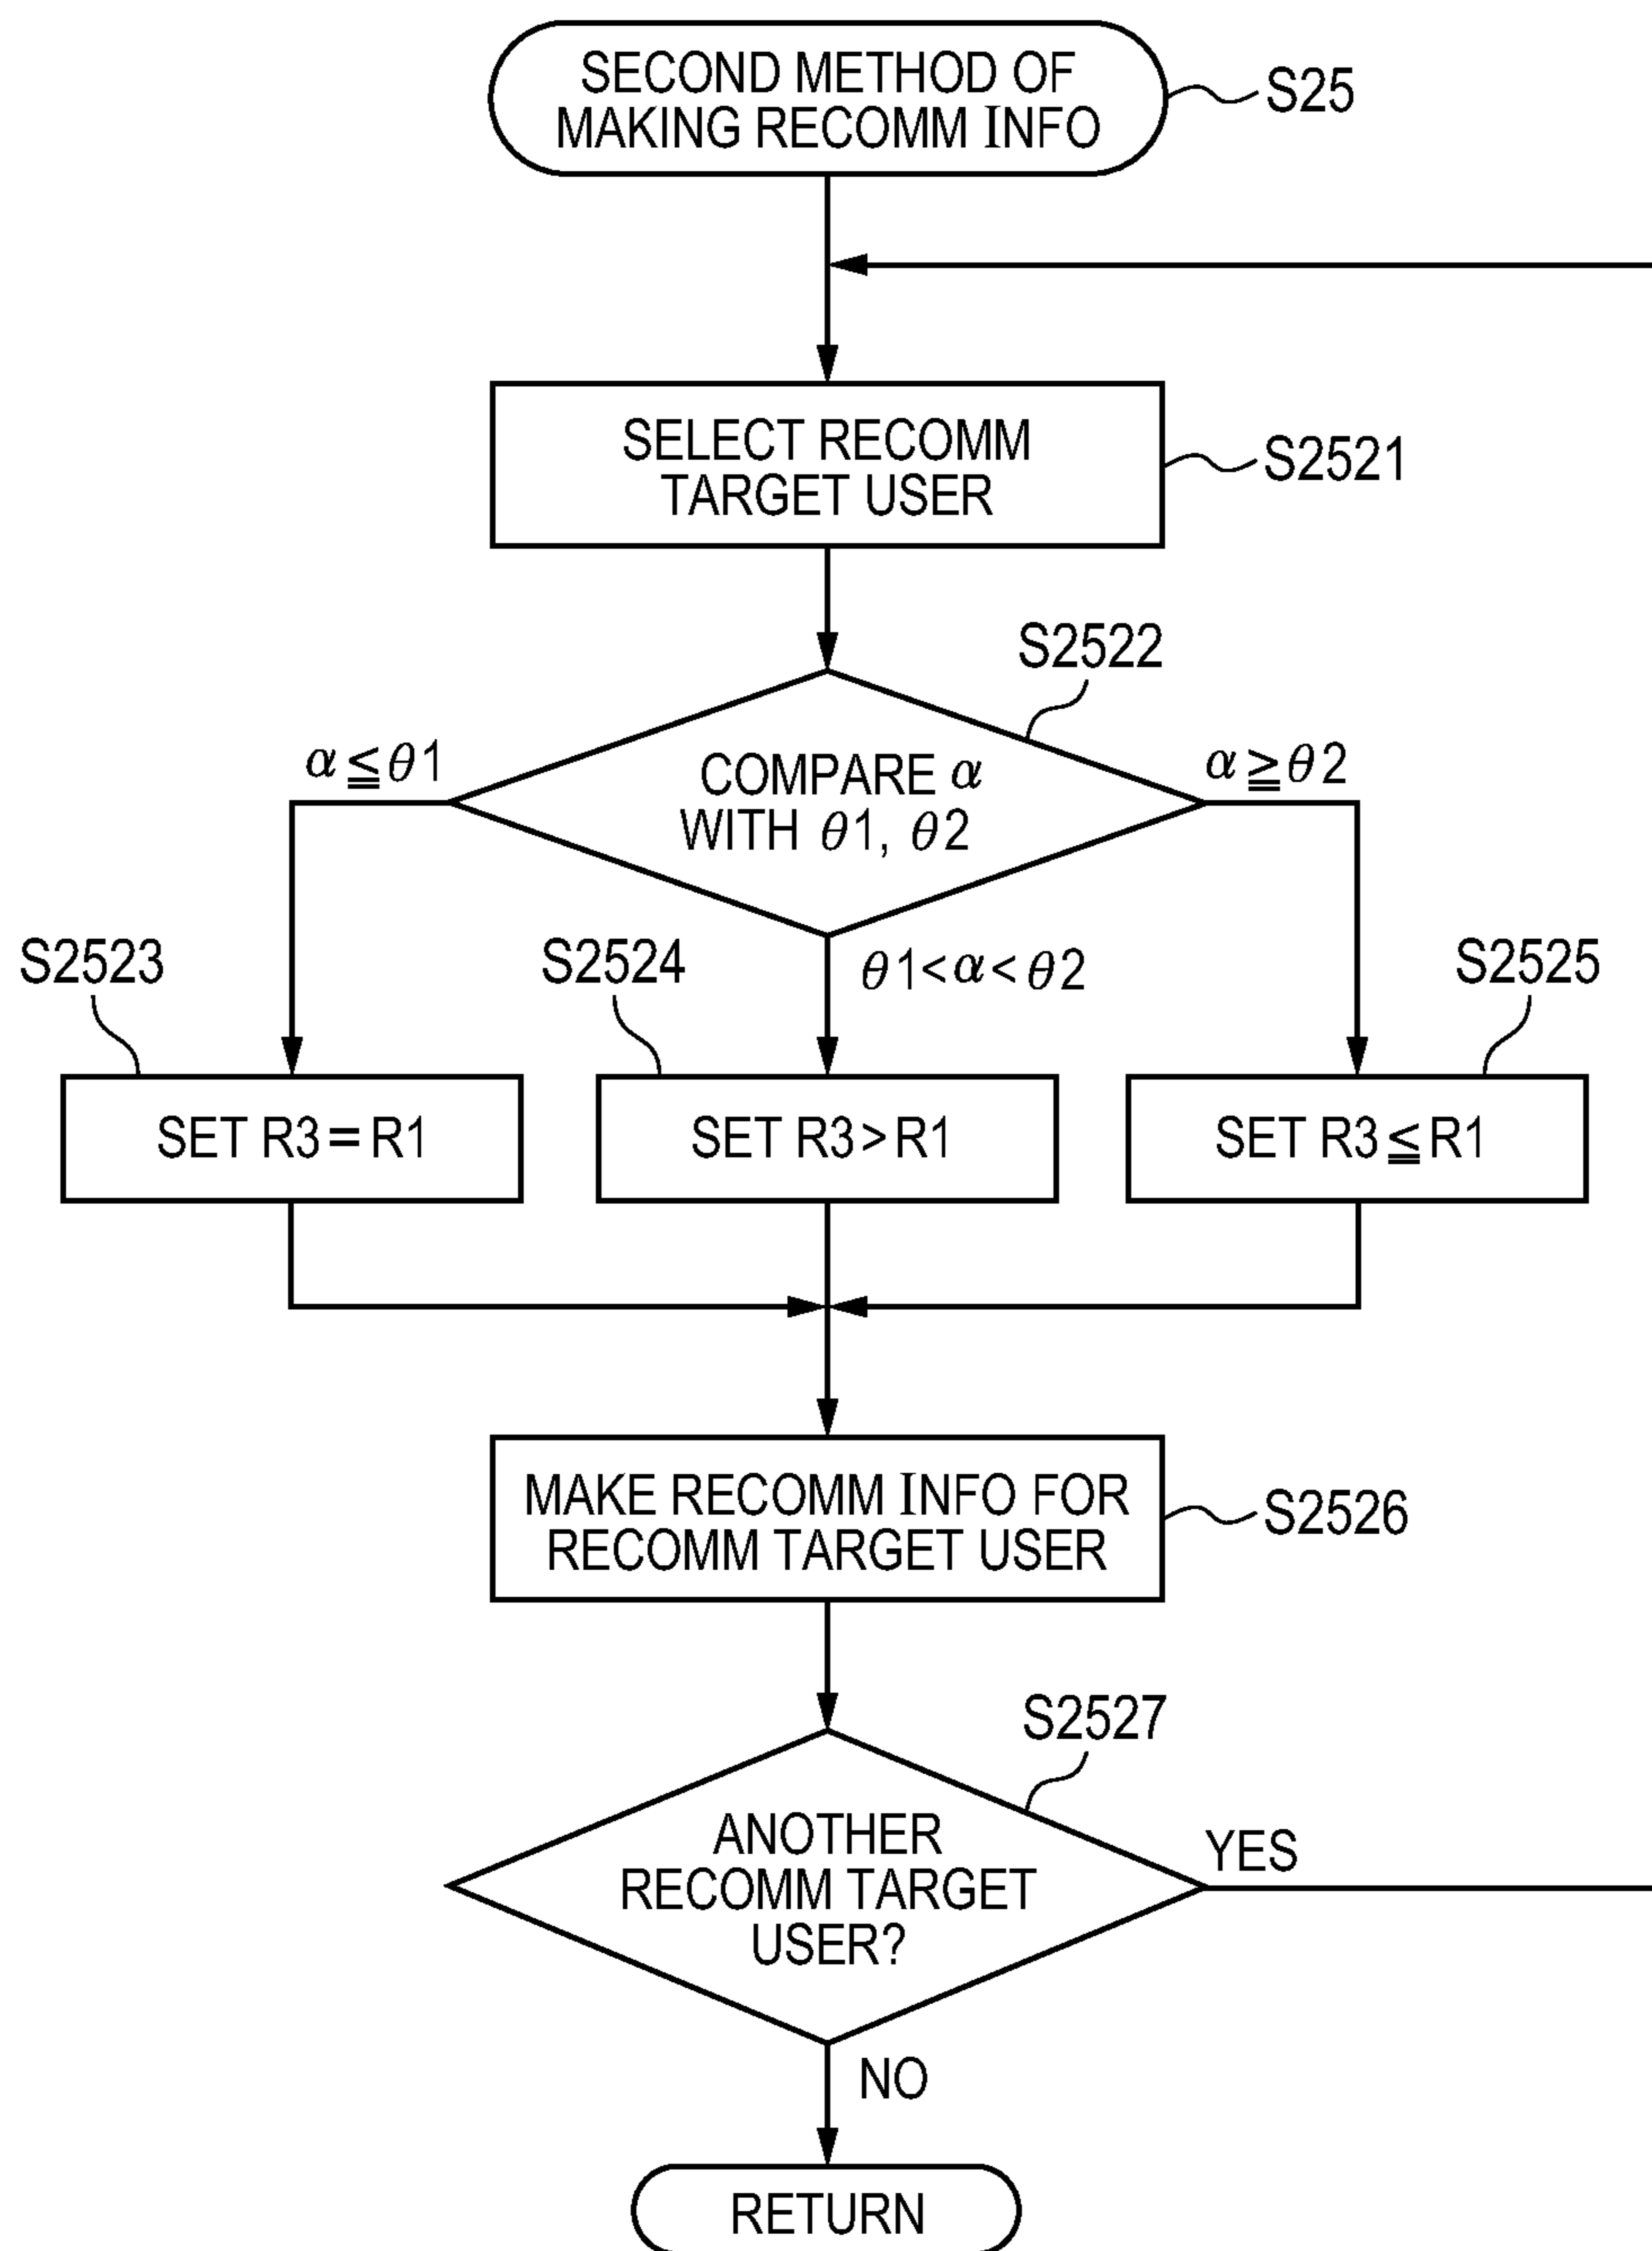 SECOND METHOD OF
MAKING RECOMM INFO
S25
SELECT RECOMM
TARGET USER
S2521
S2522
α≦θ1
COMPARE α
WITH θ1, θ2
α≧θ2
S2523
S2524
θ1<α<θ2
S2525
SET R3=R1
SET R3>R1
SET R3≦R1
MAKE RECOMM INFO FOR
RECOMM TARGET USER
S2526
S2527
ANOTHER
RECOMM TARGET
USER?
YES
NO
RETURN